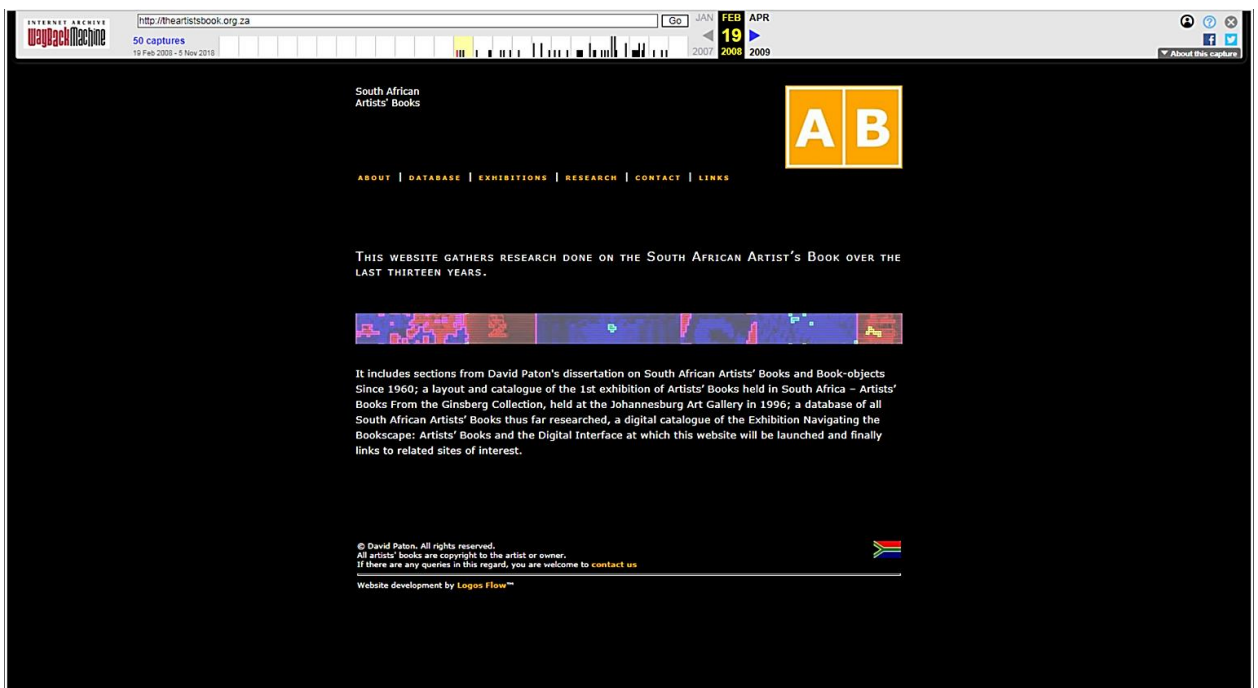 INTERNET ARCHIVE
WayBackMachine
http://theartistsbook.org.za
Go
JAN
FEB
APR
50 captures
19
19 Feb 2008 - 5 Nov 2018
2007
2008
2009
About this capture
South African
Artists' Books
A B
ABOUT | DATABASE | EXHIBITIONS | RESEARCH | CONTACT | LINKS
This website gathers research done on the South African Artist's Book over the
last thirteen years.
It includes sections from David Paton's dissertation on South African Artists' Books and Book-objects
Since 1960; a layout and catalogue of the 1st exhibition of Artists' Books held in South Africa – Artists'
Books From the Ginsberg Collection, held at the Johannesburg Art Gallery in 1996; a database of all
South African Artists' Books thus far researched, a digital catalogue of the Exhibition Navigating the
Bookscape: Artists' Books and the Digital Interface at which this website will be launched and finally
links to related sites of interest.
© David Paton. All rights reserved.
All artists' books are copyright to the artist or owner.
If there are any queries in this regard, you are welcome to contact us
Website development by Logos Flow™